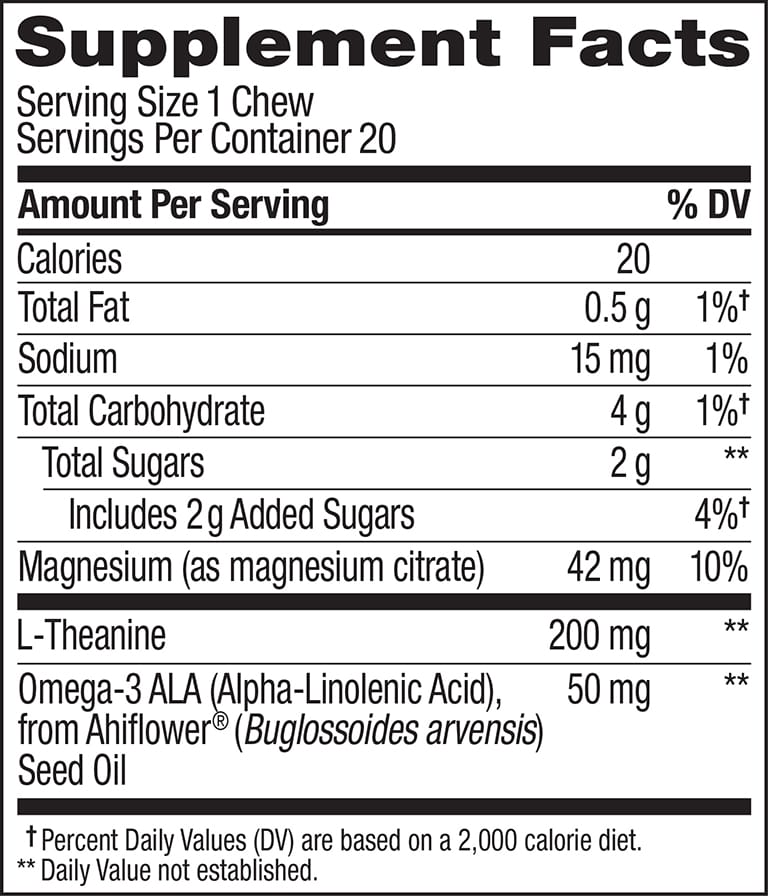 Supplement Facts
Serving Size 1 Chew
Servings Per Container 20
Amount Per Serving % DV
Calories 20
Total Fat 0.5 g 1%†
Sodium 15 mg 1%
Total Carbohydrate 4 g 1%†
Total Sugars 2 g **
Includes 2 g Added Sugars 4%†
Magnesium (as magnesium citrate) 42 mg 10%
L-Theanine 200 mg **
Omega-3 ALA (Alpha-Linolenic Acid), 50 mg **
from Ahiflower® (Buglossoides arvensis)
Seed Oil
† Percent Daily Values (DV) are based on a 2,000 calorie diet.
** Daily Value not established.